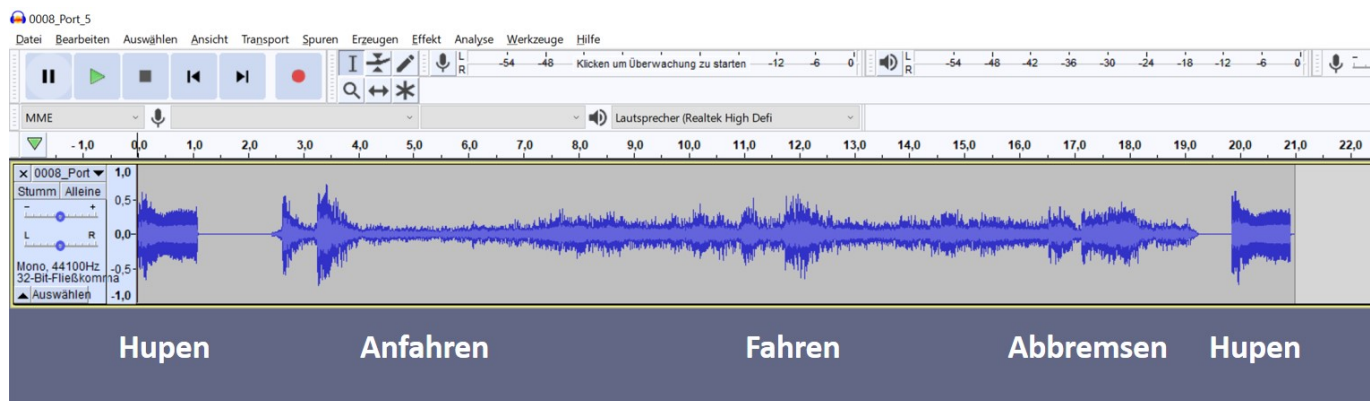 0008_Port_5
Datei Bearbeiten Auswählen Ansicht Transport Spuren Erzeugen Effekt Analyse Werkzeuge Hilfe
L R -54 -48 Klicken um Überwachung zu starten -12 -6 0 L R -54 -48 -42 -36 -30 -24 -18 -12 -6 0
MME Lautsprecher (Realtek High Defi
- 1,0 0,0 1,0 2,0 3,0 4,0 5,0 6,0 7,0 8,0 9,0 10,0 11,0 12,0 13,0 14,0 15,0 16,0 17,0 18,0 19,0 20,0 21,0 22,0
x 0008_Port 1,0
Stumm Alleine
- + 0,5
L R 0,0
Mono, 44100Hz -0,5
32-Bit-Fließkomma
Auswählen -1,0
Hupen Anfahren Fahren Abbremsen Hupen